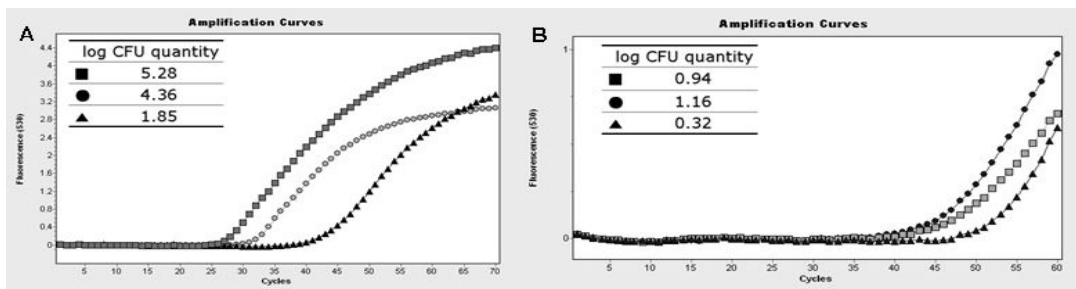 Amplification Curves
A
log CFU quantity
5.28
4.36
1.85
Fluorescence (530)
4.4
4
3.6
3.2
2.8
2.4
2
1.6
1.2
0.8
0.4
0
5 10 15 20 25 30 35 40 45 50 55 60 65 70
Cycles
Amplification Curves
B
log CFU quantity
0.94
1.16
0.32
Fluorescence (530)
1
0
5 10 15 20 25 30 35 40 45 50 55 60
Cycles